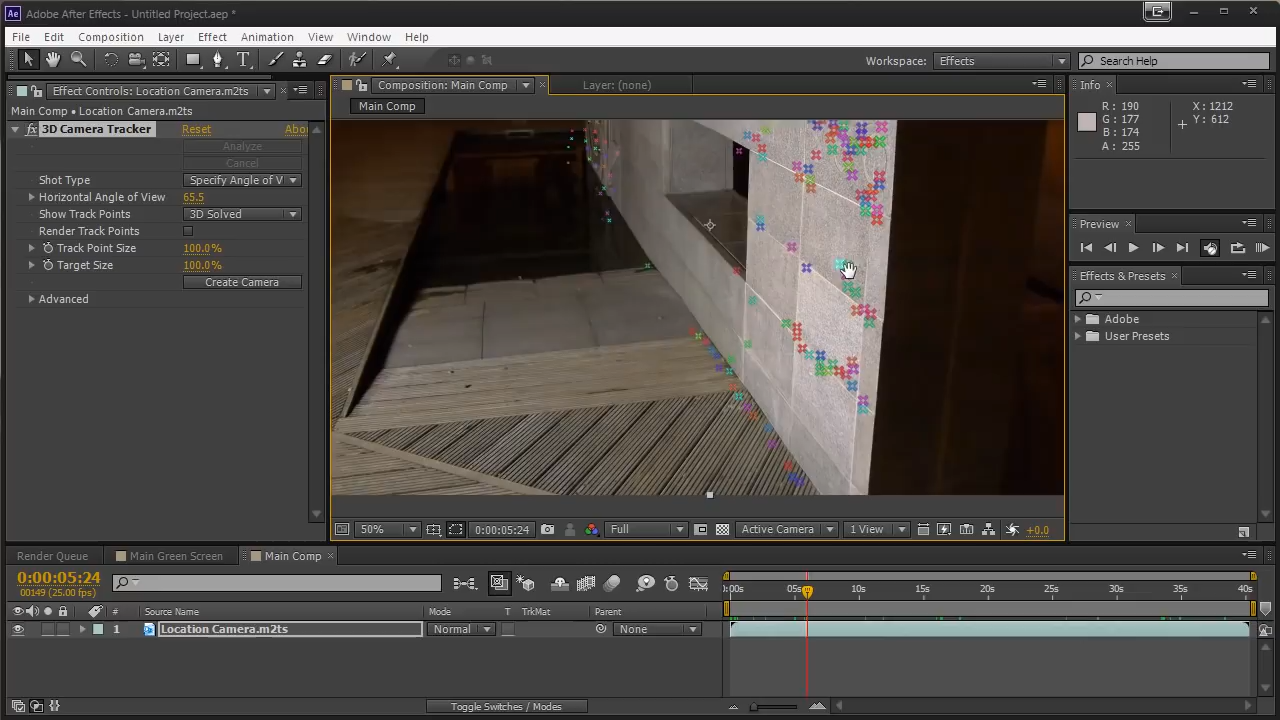 Ae Adobe After Effects - Untitled Project.aep *
File Edit Composition Layer Effect Animation View Window Help
Workspace: Effects Search Help
Effect Controls: Location Camera.m2ts
Composition: Main Comp
Layer: (none)
Info
Main Comp • Location Camera.m2ts
Main Comp
R : 190
G : 177
B : 174
A : 255
X : 1212
Y : 612
fx 3D Camera Tracker Reset Abou
Analyze
Cancel
Shot Type Specify Angle of V
Horizontal Angle of View 65.5
Show Track Points 3D Solved
Render Track Points
Track Point Size 100.0%
Target Size 100.0%
Create Camera
Advanced
Preview
Effects & Presets
Adobe
User Presets
50% 0:00:05:24 Full Active Camera 1 View +0.0
Render Queue Main Green Screen Main Comp
0:00:05:24
00149 (25.00 fps)
:00s 05s 10s 15s 20s 25s 30s 35s 40s
# Source Name Mode T TrkMat Parent
1 Location Camera.m2ts Normal None
Toggle Switches / Modes